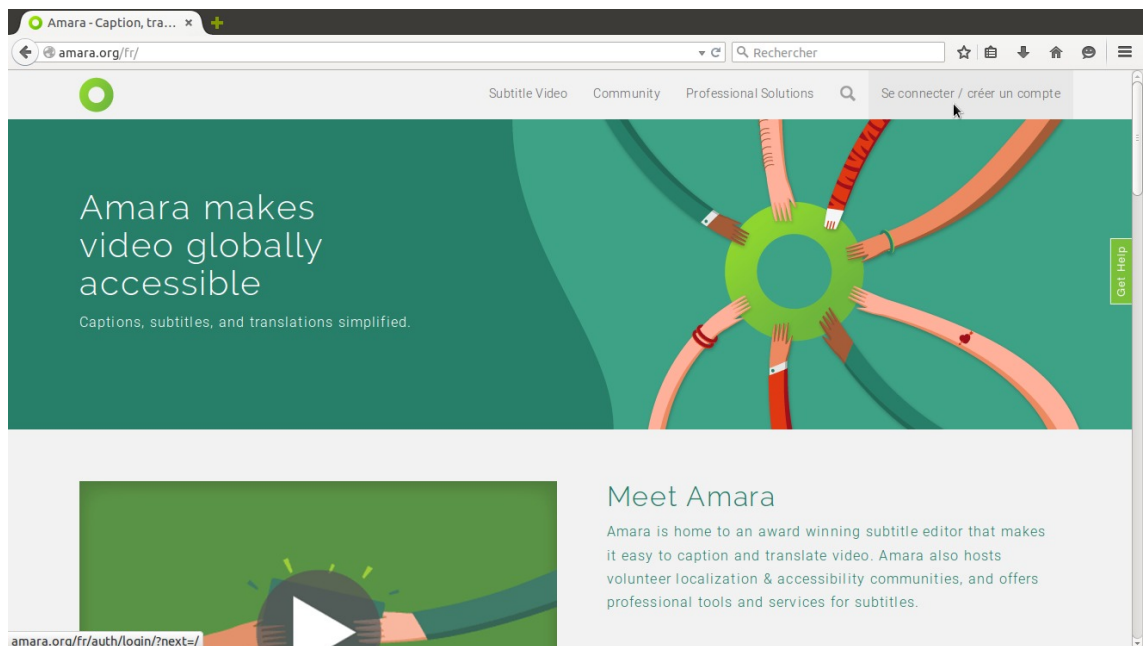 Amara - Caption, tra...
amara.org/fr/
Rechercher
Subtitle Video Community Professional Solutions Se connecter / créer un compte
Amara makes
video globally
accessible
Captions, subtitles, and translations simplified.
Get Help
Meet Amara
Amara is home to an award winning subtitle editor that makes
it easy to caption and translate video. Amara also hosts
volunteer localization & accessibility communities, and offers
professional tools and services for subtitles.
amara.org/fr/auth/login/?next=/